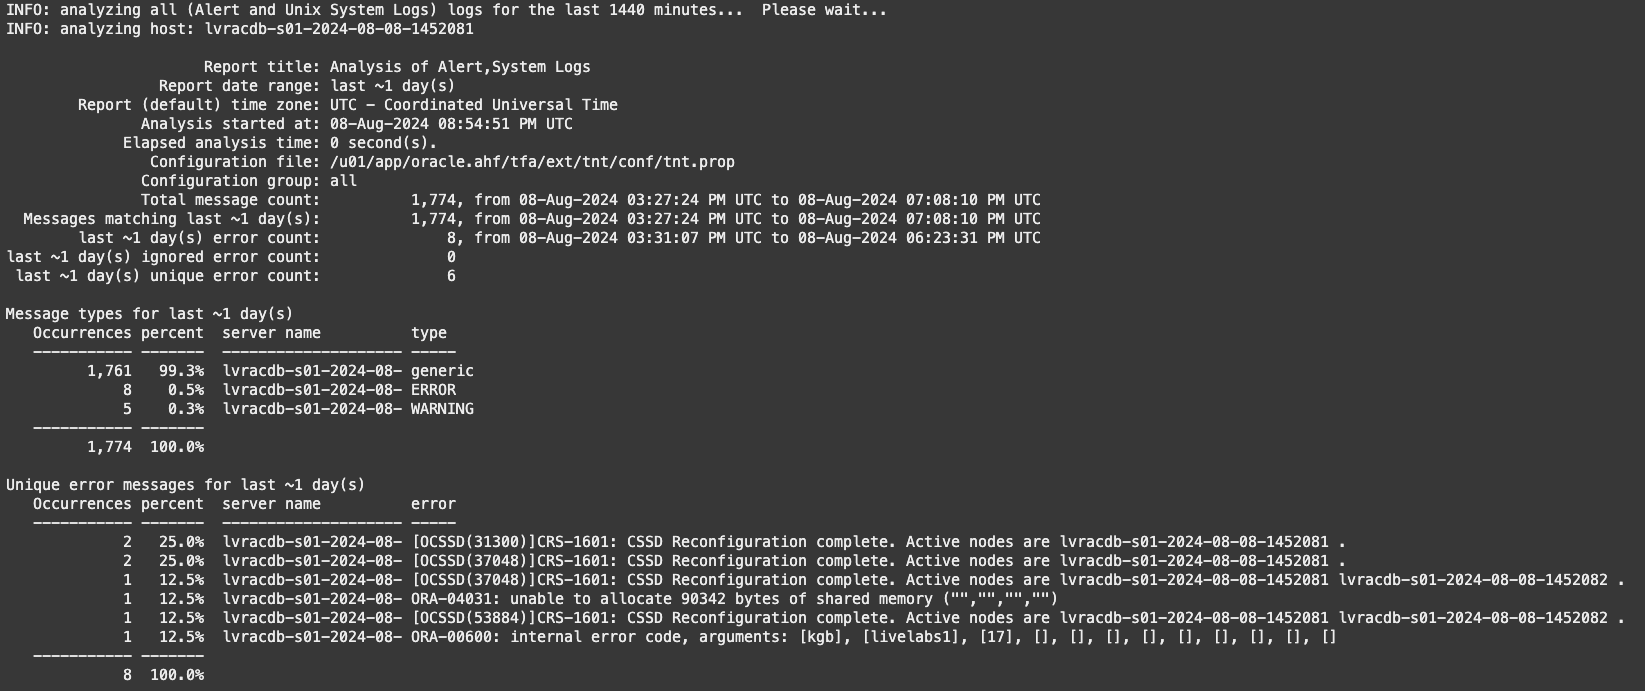 INFO: analyzing all (Alert and Unix System Logs) logs for the last 1440 minutes...  Please wait...
INFO: analyzing host: lvracdb-s01-2024-08-08-1452081

                      Report title: Analysis of Alert,System Logs
                 Report date range: last ~1 day(s)
        Report (default) time zone: UTC - Coordinated Universal Time
               Analysis started at: 08-Aug-2024 08:54:51 PM UTC
             Elapsed analysis time: 0 second(s).
                Configuration file: /u01/app/oracle.ahf/tfa/ext/tnt/conf/tnt.prop
               Configuration group: all
               Total message count:          1,774, from 08-Aug-2024 03:27:24 PM UTC to 08-Aug-2024 07:08:10 PM UTC
  Messages matching last ~1 day(s):          1,774, from 08-Aug-2024 03:27:24 PM UTC to 08-Aug-2024 07:08:10 PM UTC
        last ~1 day(s) error count:              8, from 08-Aug-2024 03:31:07 PM UTC to 08-Aug-2024 06:23:31 PM UTC
last ~1 day(s) ignored error count:              0
 last ~1 day(s) unique error count:              6

Message types for last ~1 day(s)
   Occurrences percent  server name          type
   ----------- -------  -------------------- -----
         1,761   99.3%  lvracdb-s01-2024-08- generic
             8    0.5%  lvracdb-s01-2024-08- ERROR
             5    0.3%  lvracdb-s01-2024-08- WARNING
   ----------- -------
         1,774  100.0%

Unique error messages for last ~1 day(s)
   Occurrences percent  server name          error
   ----------- -------  -------------------- -----
             2   25.0%  lvracdb-s01-2024-08- [OCSSD(31300)]CRS-1601: CSSD Reconfiguration complete. Active nodes are lvracdb-s01-2024-08-08-1452081 .
             2   25.0%  lvracdb-s01-2024-08- [OCSSD(37048)]CRS-1601: CSSD Reconfiguration complete. Active nodes are lvracdb-s01-2024-08-08-1452081 .
             1   12.5%  lvracdb-s01-2024-08- [OCSSD(37048)]CRS-1601: CSSD Reconfiguration complete. Active nodes are lvracdb-s01-2024-08-08-1452081 lvracdb-s01-2024-08-08-1452082 .
             1   12.5%  lvracdb-s01-2024-08- ORA-04031: unable to allocate 90342 bytes of shared memory ("","","","")
             1   12.5%  lvracdb-s01-2024-08- [OCSSD(53884)]CRS-1601: CSSD Reconfiguration complete. Active nodes are lvracdb-s01-2024-08-08-1452081 lvracdb-s01-2024-08-08-1452082 .
             1   12.5%  lvracdb-s01-2024-08- ORA-00600: internal error code, arguments: [kgb], [livelabs1], [17], [], [], [], [], [], [], [], [], []
   ----------- -------
             8  100.0%